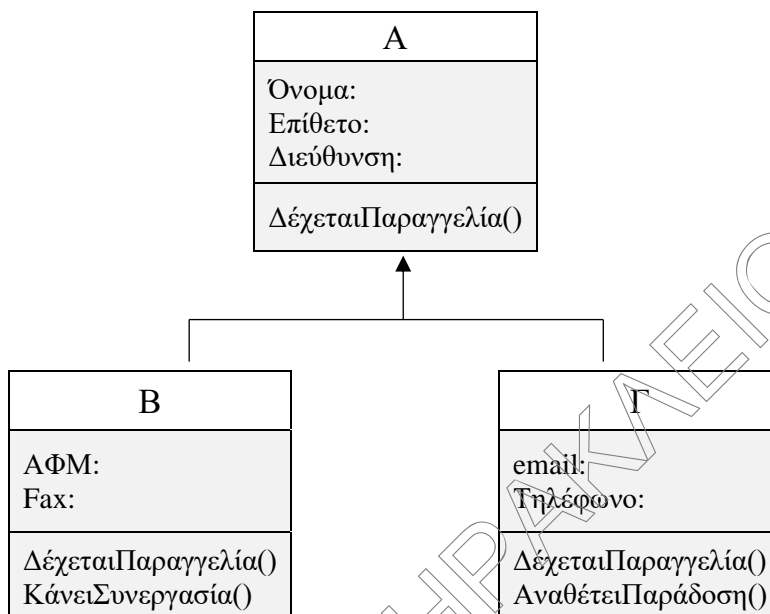 Α
Όνομα:
Επίθετο:
Διεύθυνση:
ΔέχεταιΠαραγγελία()
Β
ΑΦΜ:
Fax:
ΔέχεταιΠαραγγελία()
ΚάνειΣυνεργασία()
Γ
email:
Τηλέφωνο:
ΔέχεταιΠαραγγελία()
ΑναθέτειΠαράδοση()